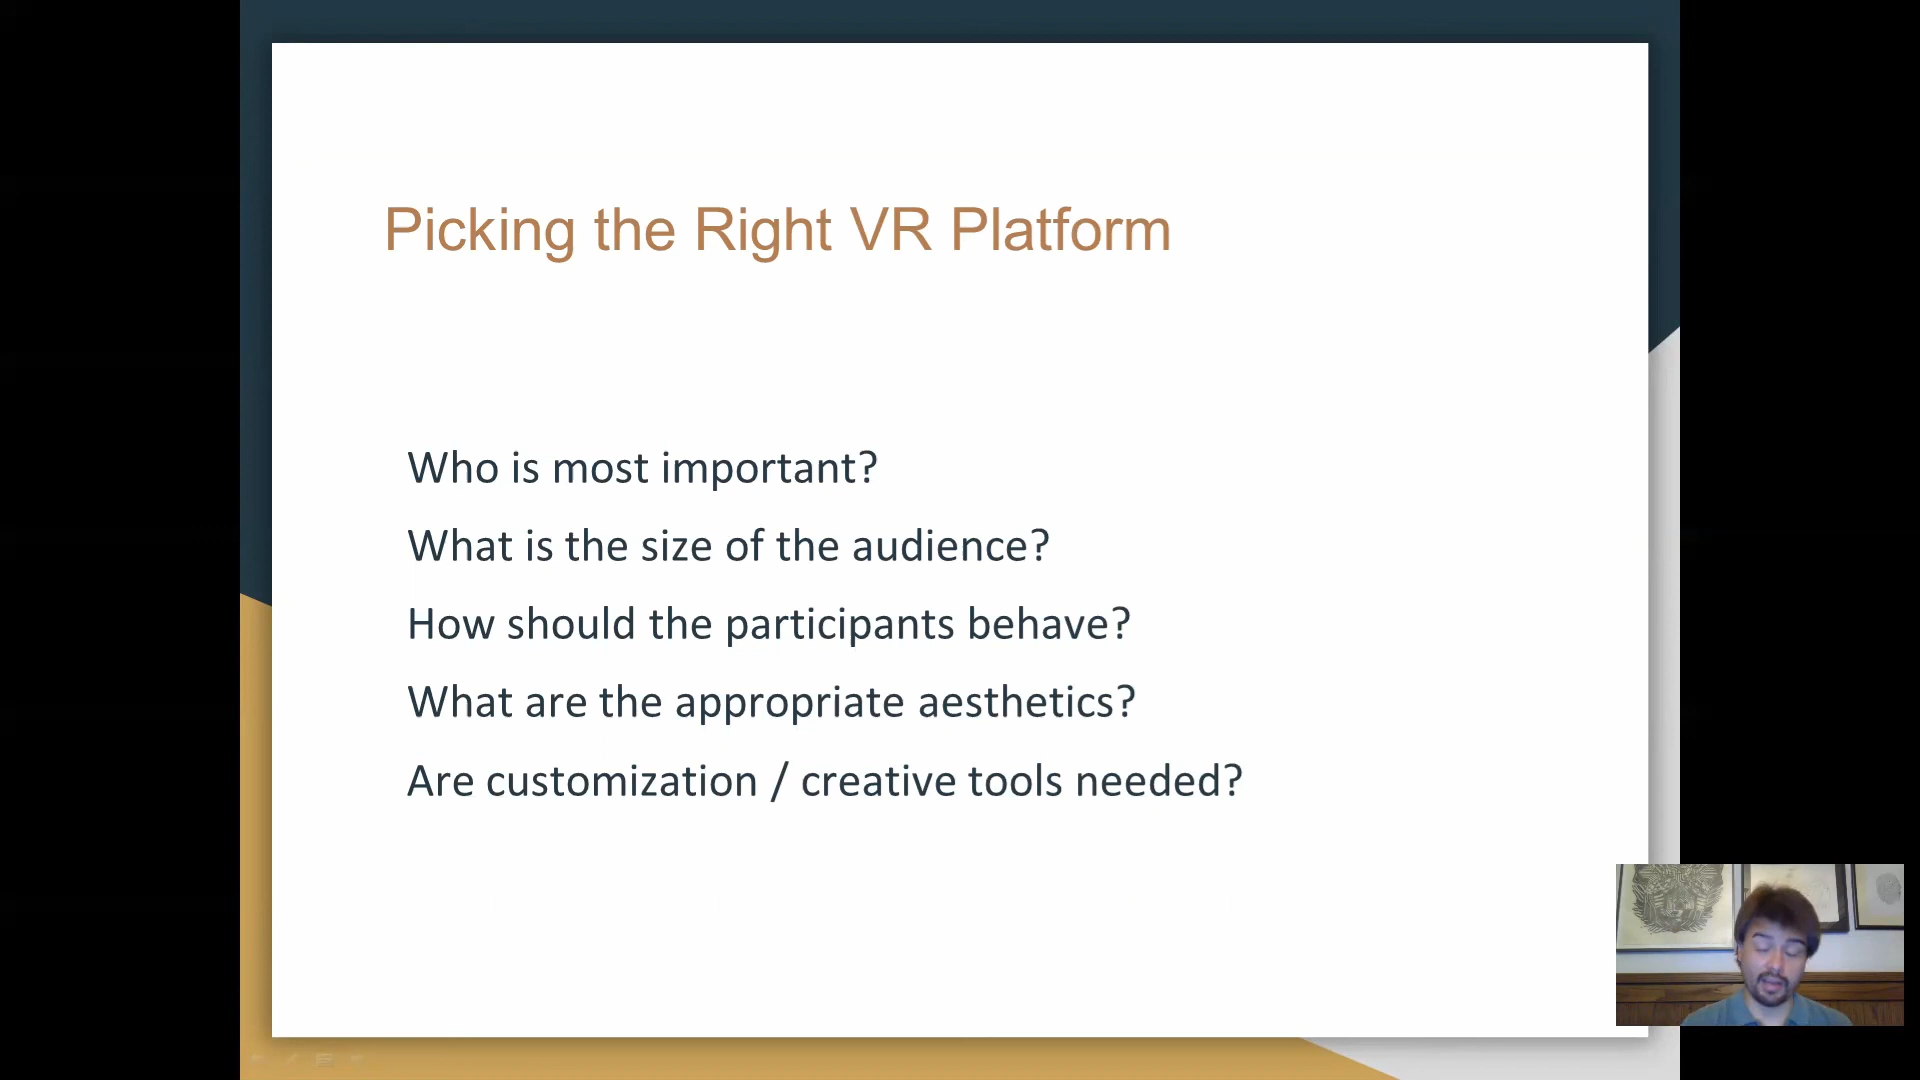 Picking the Right VR Platform
Who is most important?
What is the size of the audience?
How should the participants behave?
What are the appropriate aesthetics?
Are customization / creative tools needed?